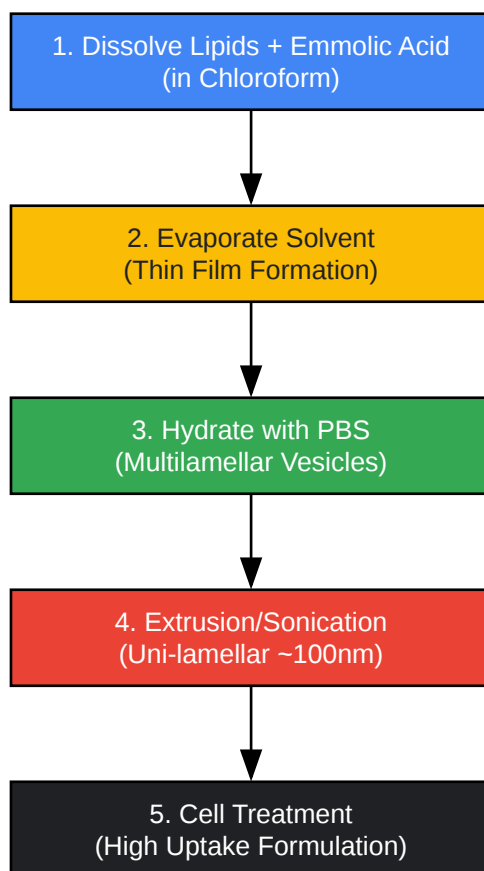 1. Dissolve Lipids + Emmolic Acid
(in Chloroform)
2. Evaporate Solvent
(Thin Film Formation)
3. Hydrate with PBS
(Multilamellar Vesicles)
4. Extrusion/Sonication
(Uni-lamellar ~100nm)
5. Cell Treatment
(High Uptake Formulation)